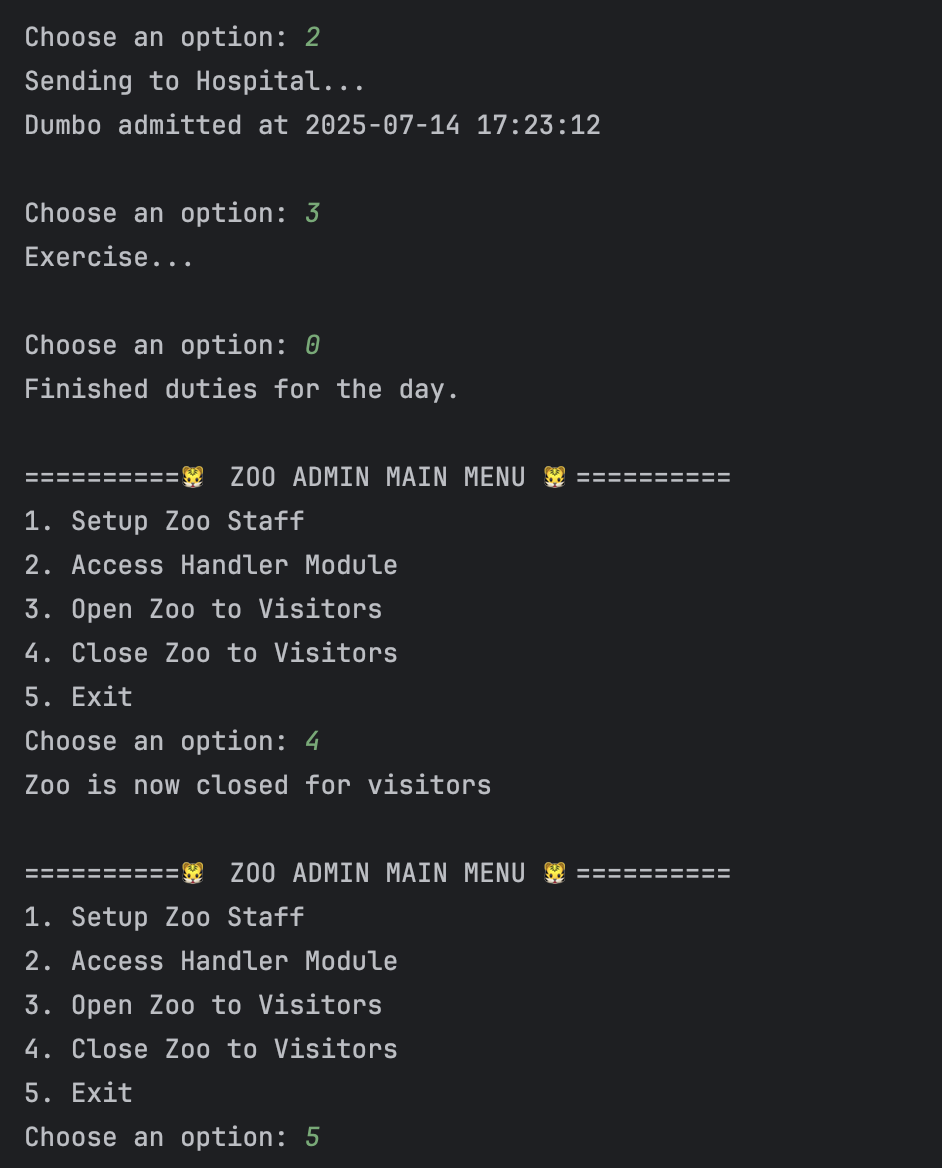 Choose an option: 2
Sending to Hospital...
Dumbo admitted at 2025-07-14 17:23:12
Choose an option: 3
Exercise...
Choose an option: 0
Finished duties for the day.
==========🐯 ZOO ADMIN MAIN MENU 🐯==========
1. Setup Zoo Staff
2. Access Handler Module
3. Open Zoo to Visitors
4. Close Zoo to Visitors
5. Exit
Choose an option: 4
Zoo is now closed for visitors
==========🐯 ZOO ADMIN MAIN MENU 🐯==========
1. Setup Zoo Staff
2. Access Handler Module
3. Open Zoo to Visitors
4. Close Zoo to Visitors
5. Exit
Choose an option: 5